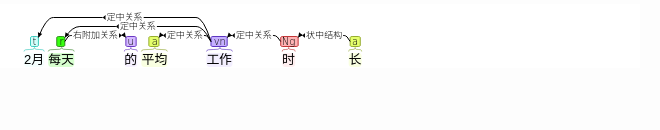 定中关系
定中关系
右附加关系 定中关系 定中关系 状中结构
t r u a vn Ng a
2月 每天 的 平均 工作 时 长